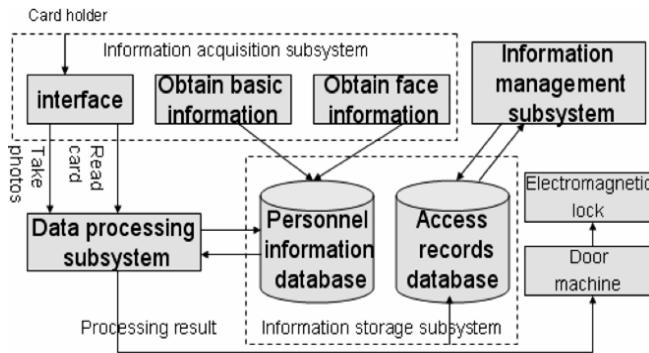 Card holder
Information acquisition subsystem
interface
Obtain basic
information
Obtain face
information
Information
management
subsystem
Take
photos
Read
card
Data processing
subsystem
Personnel
information
database
Access
records
database
Electromagnetic
lock
Door
machine
Processing result
Information storage subsystem